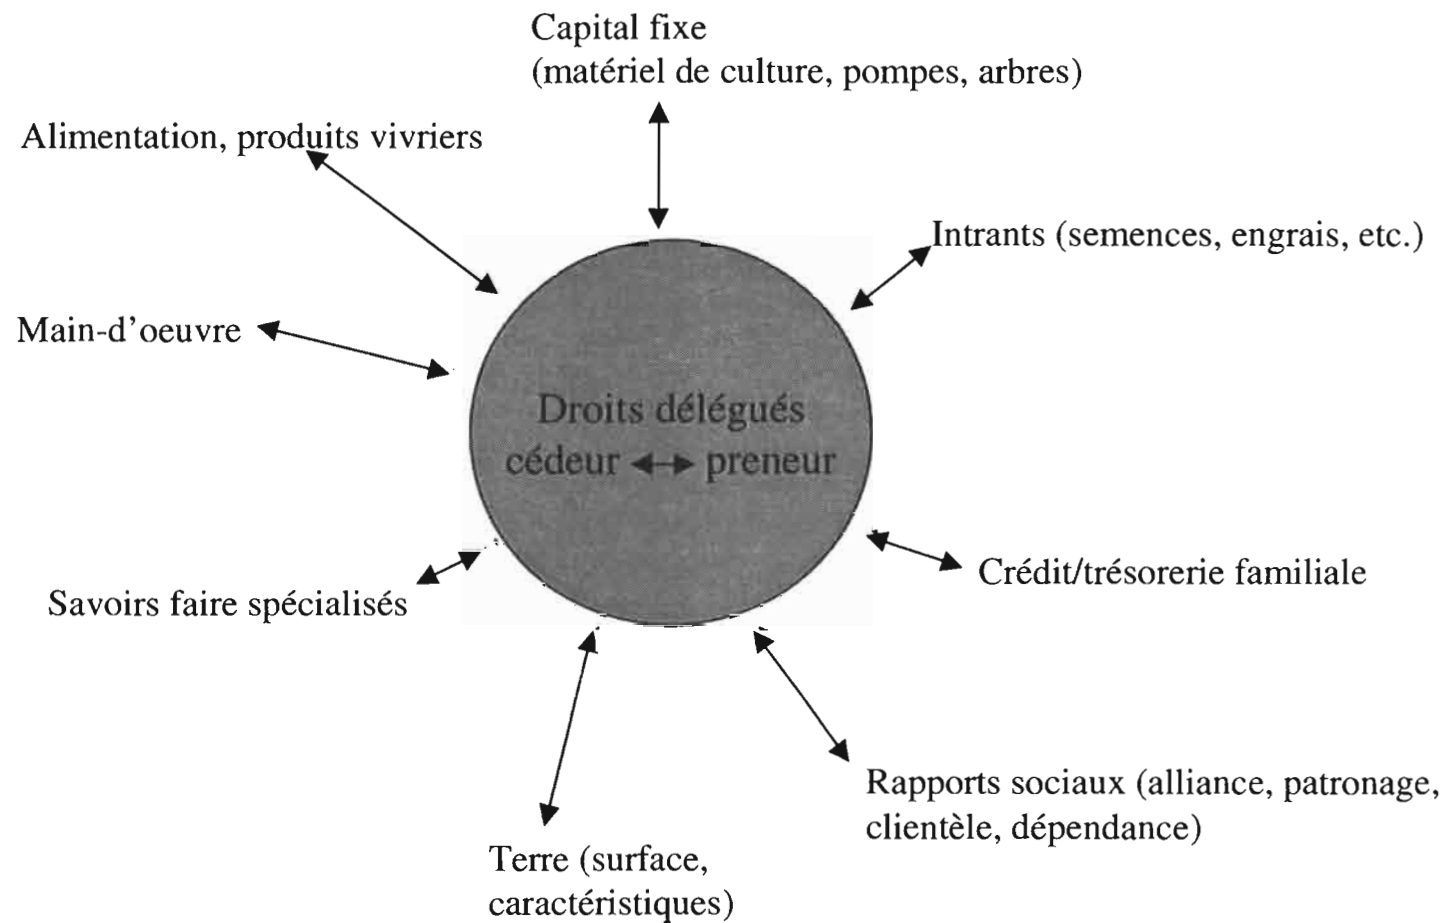 Capital fixe
(matériel de culture, pompes, arbres)
Alimentation, produits vivriers
Intrants (semences, engrais, etc.)
Main-d'oeuvre
Droits délégués
cédeur ↔ preneur
Crédit/trésorerie familiale
Savoirs faire spécialisés
Rapports sociaux (alliance, patronage,
clientèle, dépendance)
Terre (surface,
caractéristiques)